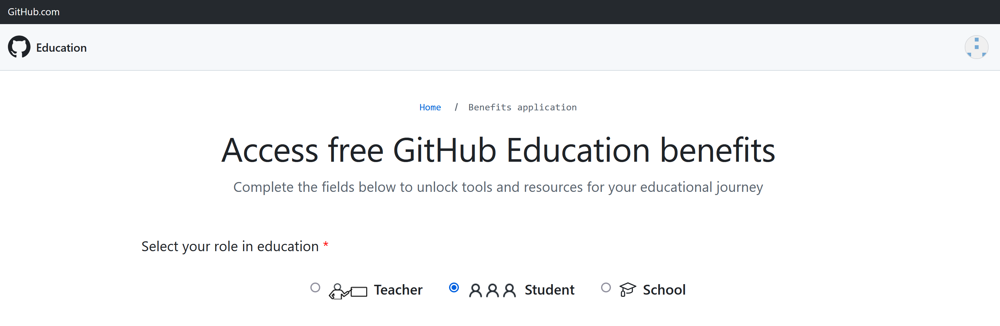 GitHub.com
Education
Home / Benefits application
Access free GitHub Education benefits
Complete the fields below to unlock tools and resources for your educational journey
Select your role in education *
Teacher Student School